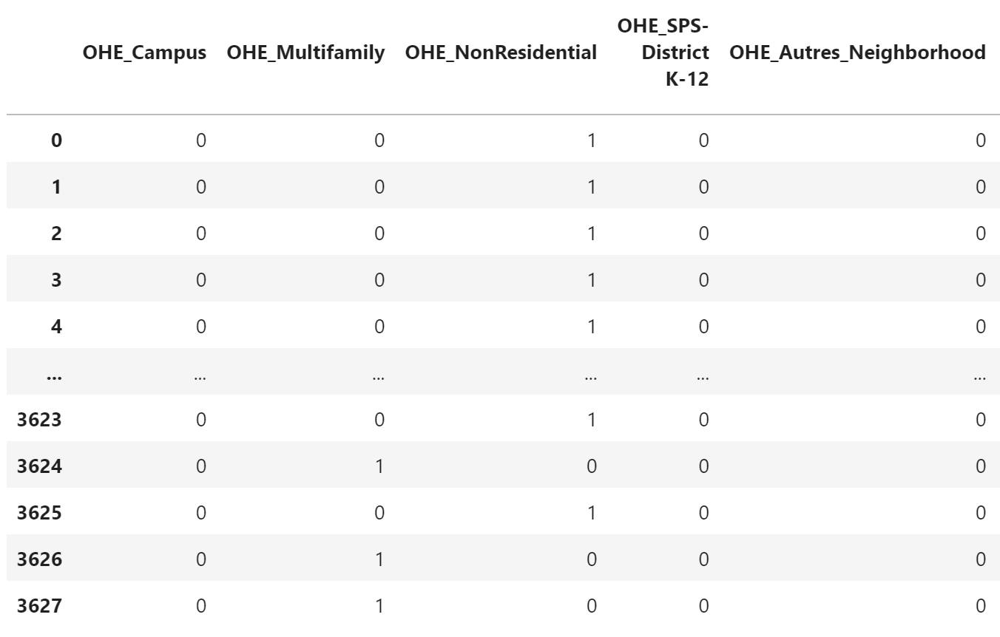 OHE_Campus OHE_Multifamily OHE_NonResidential OHE_SPS-District K-12 OHE_Autres_Neighborhood
0 0 0 1 0 0
1 0 0 1 0 0
2 0 0 1 0 0
3 0 0 1 0 0
4 0 0 1 0 0
... ... ... ... ... ...
3623 0 0 1 0 0
3624 0 1 0 0 0
3625 0 0 1 0 0
3626 0 1 0 0 0
3627 0 1 0 0 0